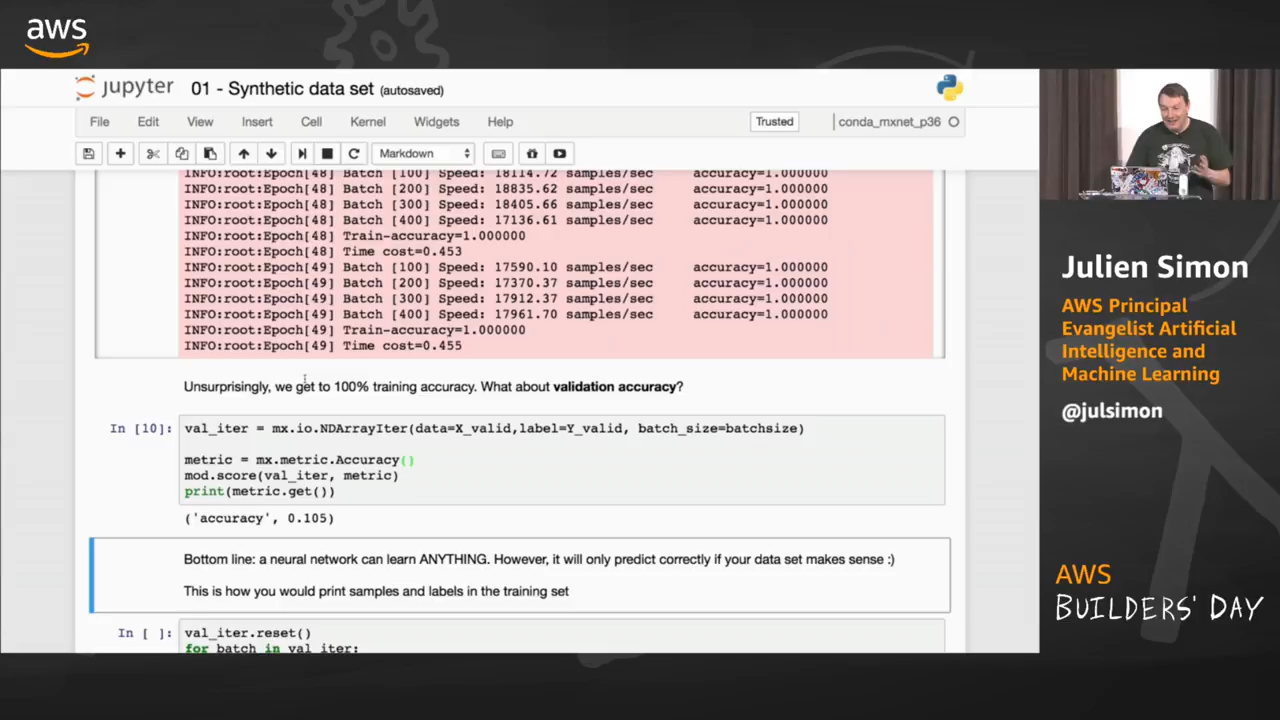 aws
jupyter 01 - Synthetic data set (autosaved)
File Edit View Insert Cell Kernel Widgets Help Trusted conda_mxnet_p36
Markdown
INFO:root:Epoch[48] Batch [100] Speed: 18114.72 samples/sec accuracy=1.000000
INFO:root:Epoch[48] Batch [200] Speed: 18835.62 samples/sec accuracy=1.000000
INFO:root:Epoch[48] Batch [300] Speed: 18405.66 samples/sec accuracy=1.000000
INFO:root:Epoch[48] Batch [400] Speed: 17136.61 samples/sec accuracy=1.000000
INFO:root:Epoch[48] Train-accuracy=1.000000
INFO:root:Epoch[48] Time cost=0.453
INFO:root:Epoch[49] Batch [100] Speed: 17590.10 samples/sec accuracy=1.000000
INFO:root:Epoch[49] Batch [200] Speed: 17370.37 samples/sec accuracy=1.000000
INFO:root:Epoch[49] Batch [300] Speed: 17912.37 samples/sec accuracy=1.000000
INFO:root:Epoch[49] Batch [400] Speed: 17961.70 samples/sec accuracy=1.000000
INFO:root:Epoch[49] Train-accuracy=1.000000
INFO:root:Epoch[49] Time cost=0.455
Unsurprisingly, we get to 100% training accuracy. What about validation accuracy?
In [10]: val_iter = mx.io.NDArrayIter(data=X_valid,label=Y_valid, batch_size=batchsize)
metric = mx.metric.Accuracy()
mod.score(val_iter, metric)
print(metric.get())
('accuracy', 0.105)
Bottom line: a neural network can learn ANYTHING. However, it will only predict correctly if your data set makes sense :)
This is how you would print samples and labels in the training set
In [ ]: val_iter.reset()
for batch in val_iter:
Julien Simon
AWS Principal
Evangelist Artificial
Intelligence and
Machine Learning
@julsimon
AWS
BUILDERS' DAY